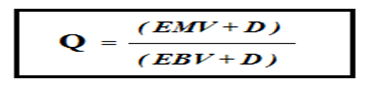 Q = (EMV + D)
(EBV + D)